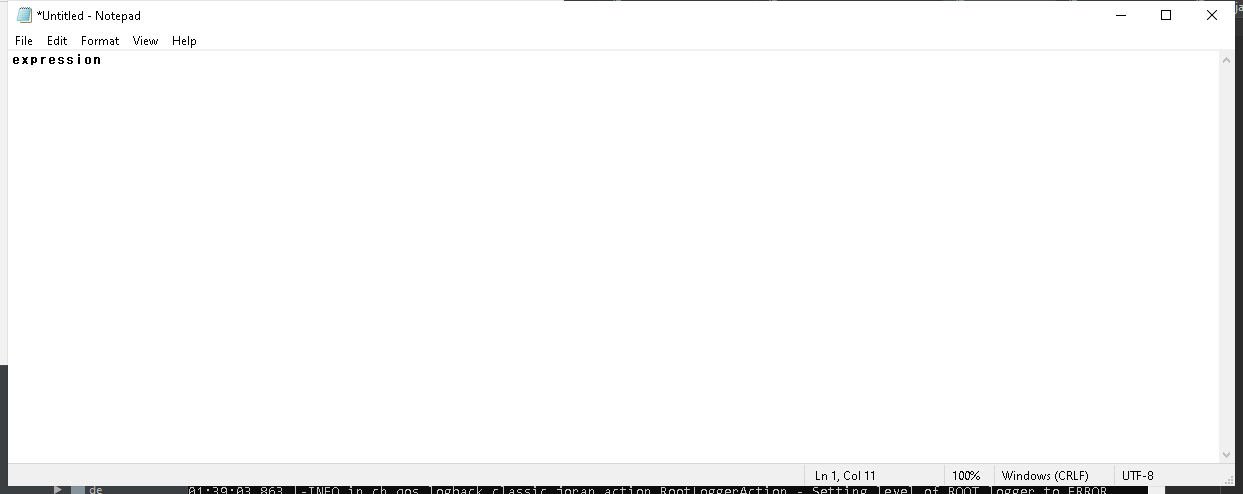 *Untitled - Notepad
File Edit Format View Help
expression
Ln 1, Col 11 100% Windows (CRLF) UTF-8
de 01:39:03,863 |-INFO in ch.qos.logback.classic.joran.action.RootLoggerAction - Setting level of ROOT logger to ERROR